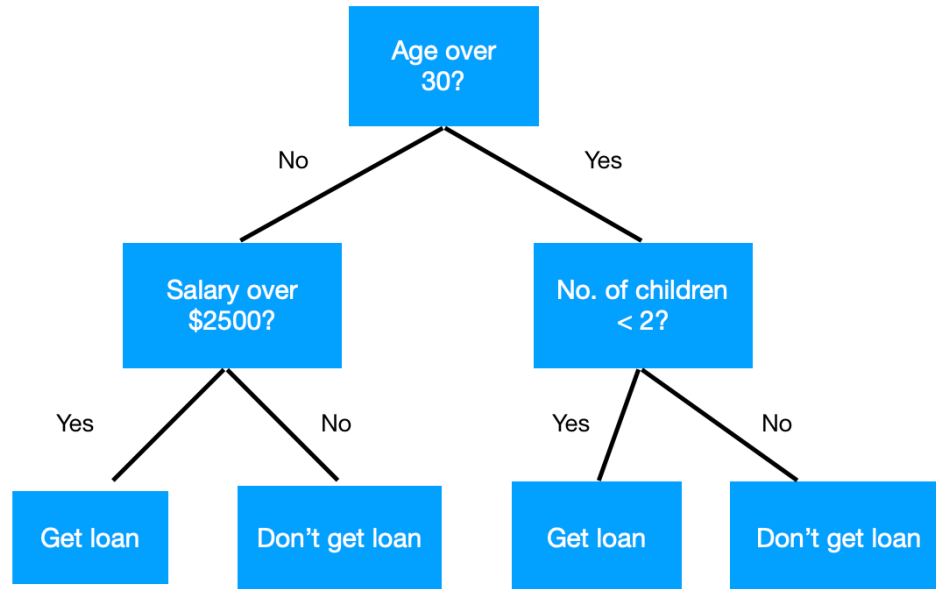 Age over
30?
No
Yes
Salary over
$2500?
No. of children
< 2?
Yes
No
Yes
No
Get loan
Don’t get loan
Get loan
Don’t get loan